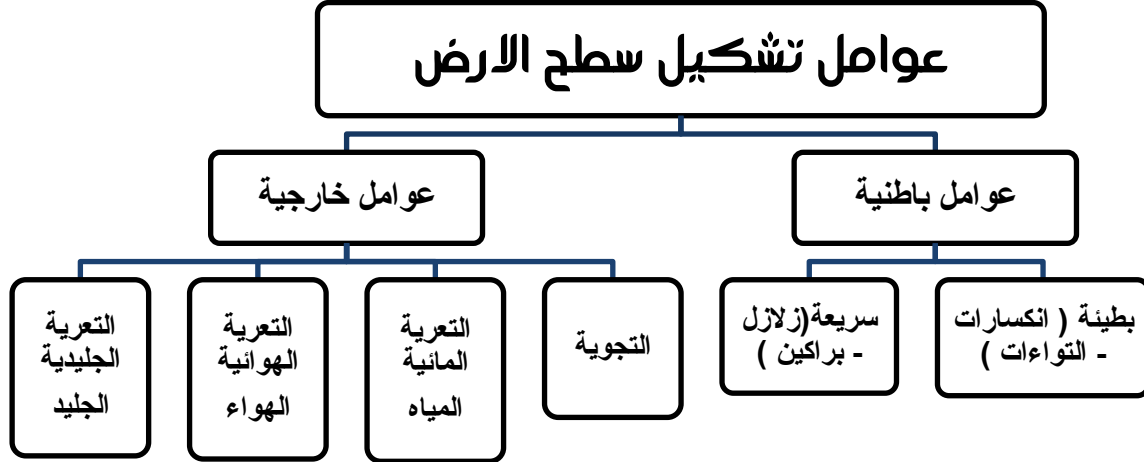 عوامل تشكيل سطح الارض
عوامل باطنية
عوامل خارجية
بطيئة ( انكسارات
- التواءات )
سريعة(زلازل
- براكين )
التجوية
التعرية
المائية
المياه
التعرية
الهوائية
الهواء
التعرية
الجليدية
الجليد